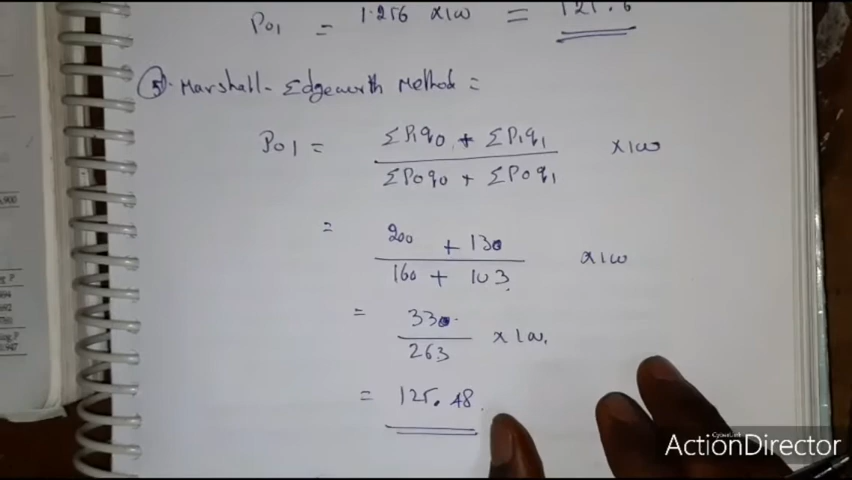 P01 = 1.256 x100 = 125.6
5). Marshall - Edgeworth Method =
P01 = ΣP1q0 + ΣP1q1 x100
ΣP0q0 + ΣP0q1
= 200 + 130 x100
160 + 103
= 330 x 100
263
= 125.48
ActionDirector